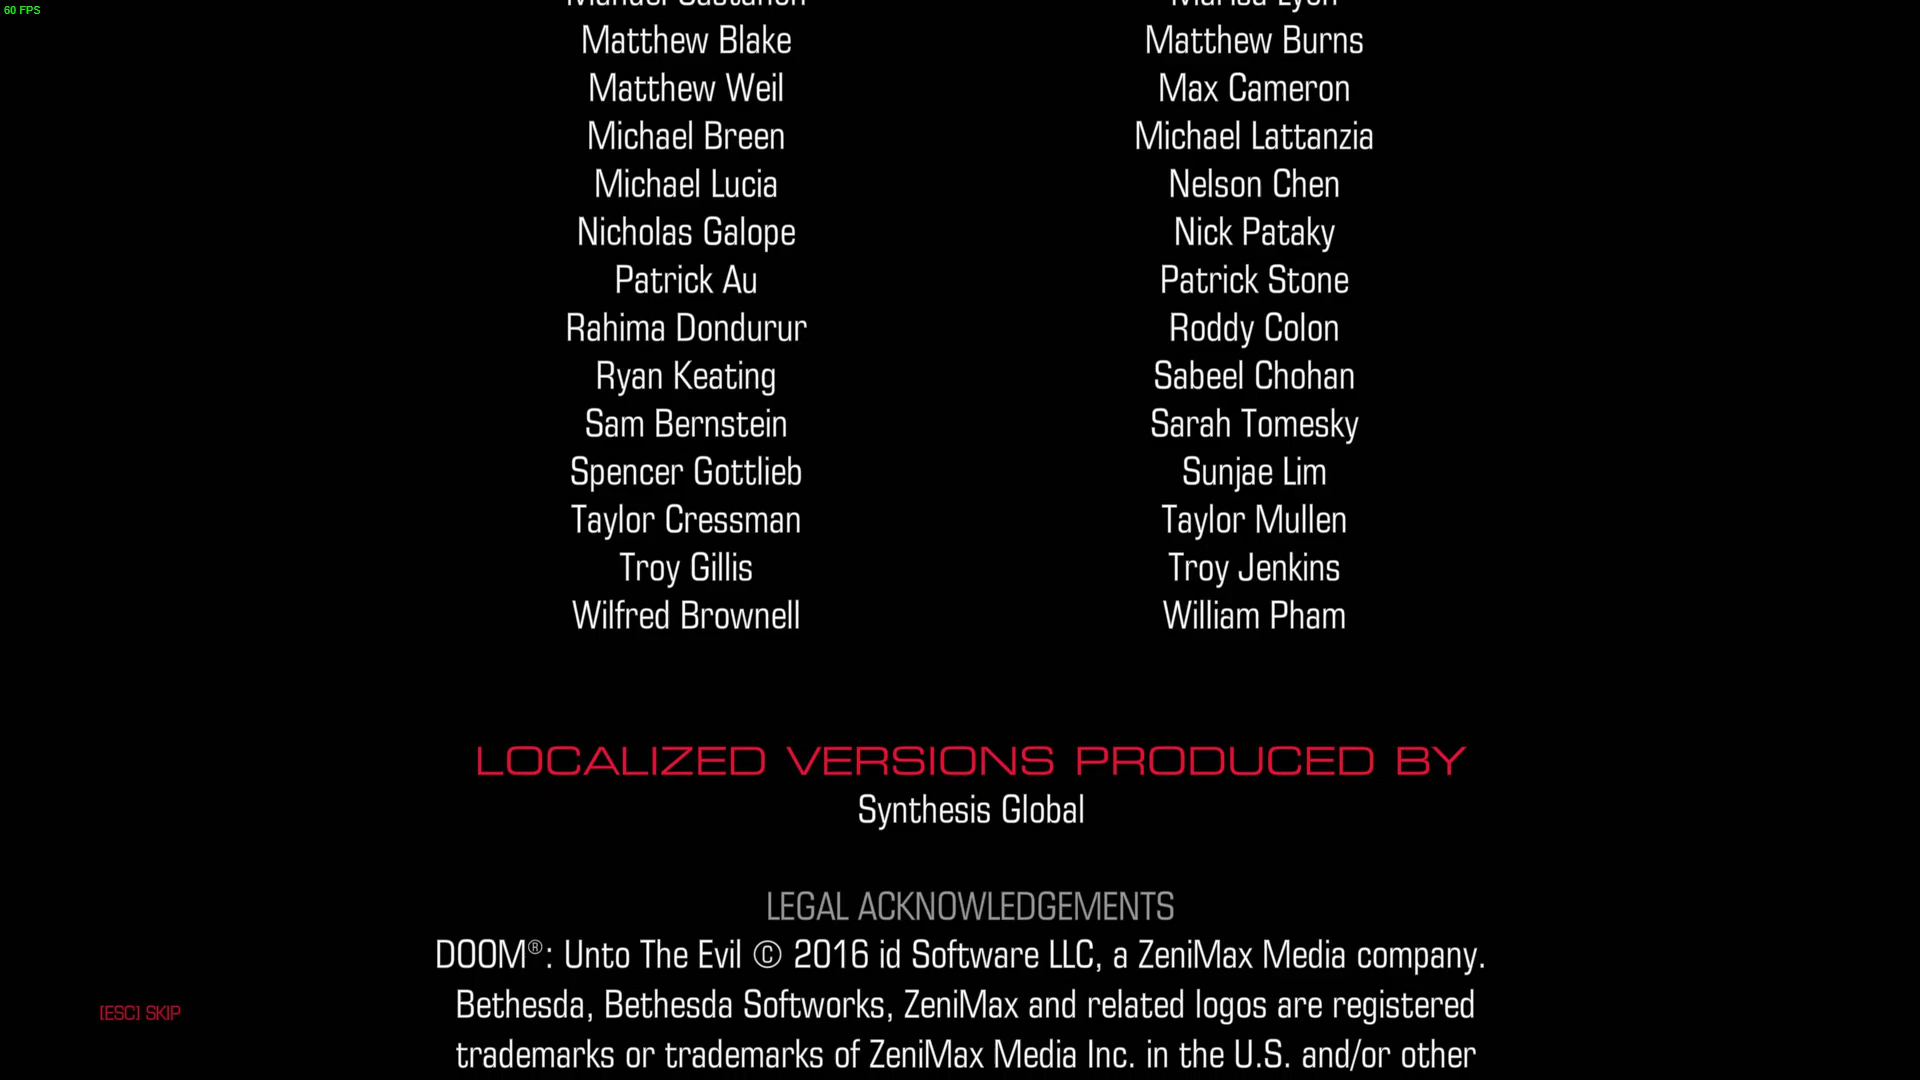 60 FPS
Matthew Blake Matthew Burns
Matthew Weil Max Cameron
Michael Breen Michael Lattanzia
Michael Lucia Nelson Chen
Nicholas Galope Nick Pataky
Patrick Au Patrick Stone
Rahima Dondurur Roddy Colon
Ryan Keating Sabeel Chohan
Sam Bernstein Sarah Tomesky
Spencer Gottlieb Sunjae Lim
Taylor Cressman Taylor Mullen
Troy Gillis Troy Jenkins
Wilfred Brownell William Pham
LOCALIZED VERSIONS PRODUCED BY
Synthesis Global
LEGAL ACKNOWLEDGEMENTS
DOOM®: Unto The Evil © 2016 id Software LLC, a ZeniMax Media company.
Bethesda, Bethesda Softworks, ZeniMax and related logos are registered
trademarks or trademarks of ZeniMax Media Inc. in the U.S. and/or other
[ESC] SKIP